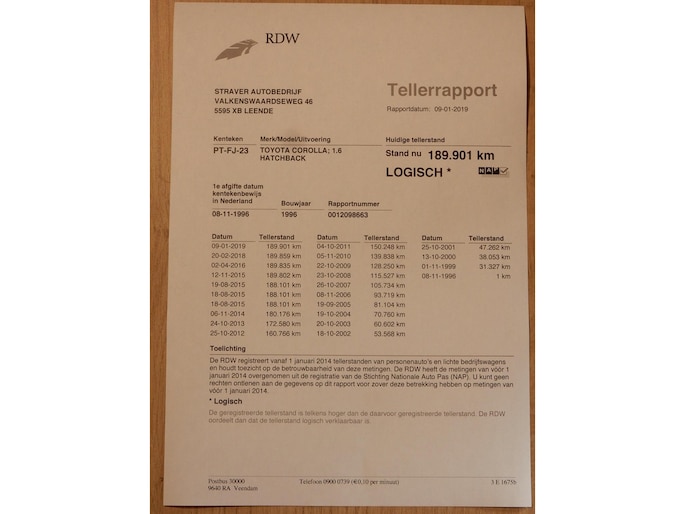 RDW
STRAVER AUTOBEDRIJF
VALKENSWAARDSEWEG 46
5595 XB LEENDE
Tellerrapport
Rapportdatum: 09-01-2019
Kenteken Merk/Model/Uitvoering Huidige tellerstand
PT-FJ-23 TOYOTA COROLLA; 1.6 Stand nu 189.901 km
HATCHBACK
LOGISCH * NAP
1e afgifte datum
kentekenbewijs
in Nederland Bouwjaar Rapportnummer
08-11-1996 1996 0012098663
Datum Tellerstand Datum Tellerstand Datum Tellerstand
09-01-2019 189.901 km 04-10-2011 150.248 km 25-10-2001 47.262 km
20-02-2018 189.859 km 05-11-2010 139.838 km 13-10-2000 38.053 km
02-04-2016 189.835 km 22-10-2009 128.250 km 01-11-1999 31.327 km
12-11-2015 189.802 km 23-10-2008 115.527 km 08-11-1996 1 km
19-08-2015 188.101 km 26-10-2007 105.734 km
18-08-2015 188.101 km 08-11-2006 93.719 km
18-08-2015 188.101 km 19-09-2005 81.104 km
06-11-2014 180.176 km 19-10-2004 70.760 km
24-10-2013 172.580 km 20-10-2003 60.602 km
25-10-2012 160.766 km 18-10-2002 53.568 km
Toelichting
De RDW registreert vanaf 1 januari 2014 tellerstanden van personenauto's en lichte bedrijfswagens
en houdt toezicht op de betrouwbaarheid van deze metingen. De RDW heeft de metingen van vóór 1
januari 2014 overgenomen uit de registratie van de Stichting Nationale Auto Pas (NAP). U kunt geen
rechten ontlenen aan de gegevens op dit rapport voor zover deze betrekking hebben op metingen van
vóór 1 januari 2014.
* Logisch
De geregistreerde tellerstand is telkens hoger dan de daarvoor geregistreerde tellerstand. De RDW
oordeelt dan dat de tellerstand logisch verklaarbaar is.
Postbus 30000 Telefoon 0900 0739 (€ 0,10 per minuut) 3 E 1675b
9640 RA Veendam